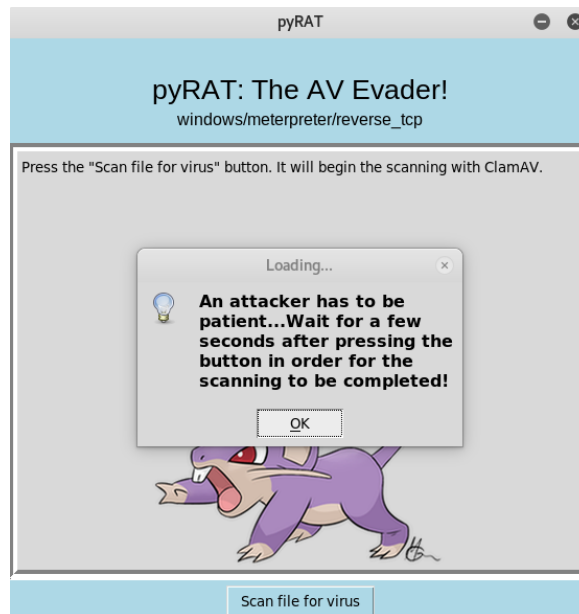 pyRAT
pyRAT: The AV Evader!
windows/meterpreter/reverse_tcp
Press the "Scan file for virus" button. It will begin the scanning with ClamAV.
Loading...
An attacker has to be
patient...Wait for a few
seconds after pressing the
button in order for the
scanning to be completed!
OK
Scan file for virus